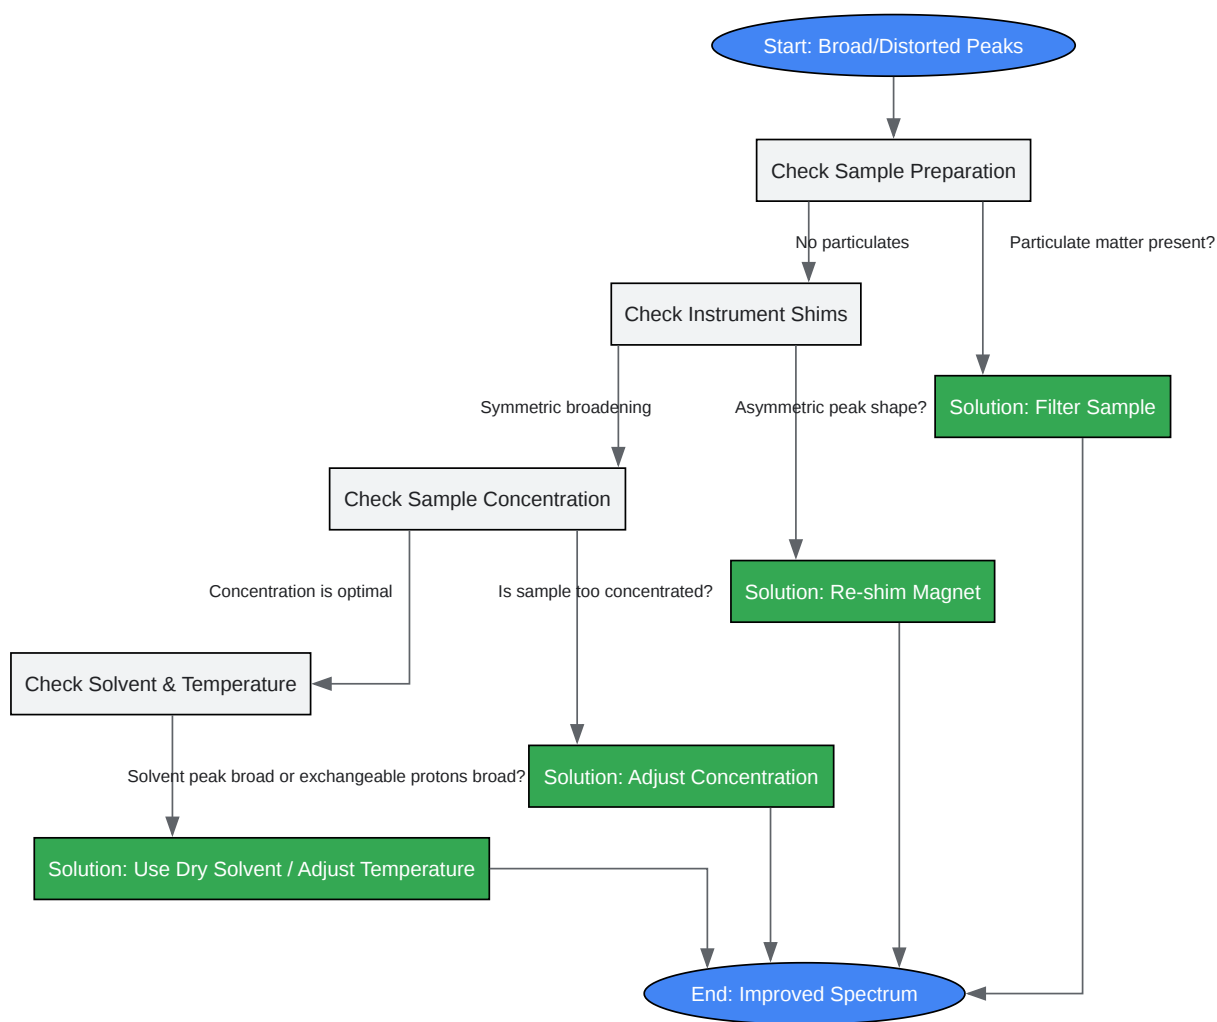 Start: Broad/Distorted Peaks
Check Sample Preparation
No particulates
Particulate matter present?
Check Instrument Shims
Symmetric broadening
Asymmetric peak shape?
Solution: Filter Sample
Check Sample Concentration
Concentration is optimal
Is sample too concentrated?
Solution: Re-shim Magnet
Check Solvent & Temperature
Solvent peak broad or exchangeable protons broad?
Solution: Adjust Concentration
Solution: Use Dry Solvent / Adjust Temperature
End: Improved Spectrum